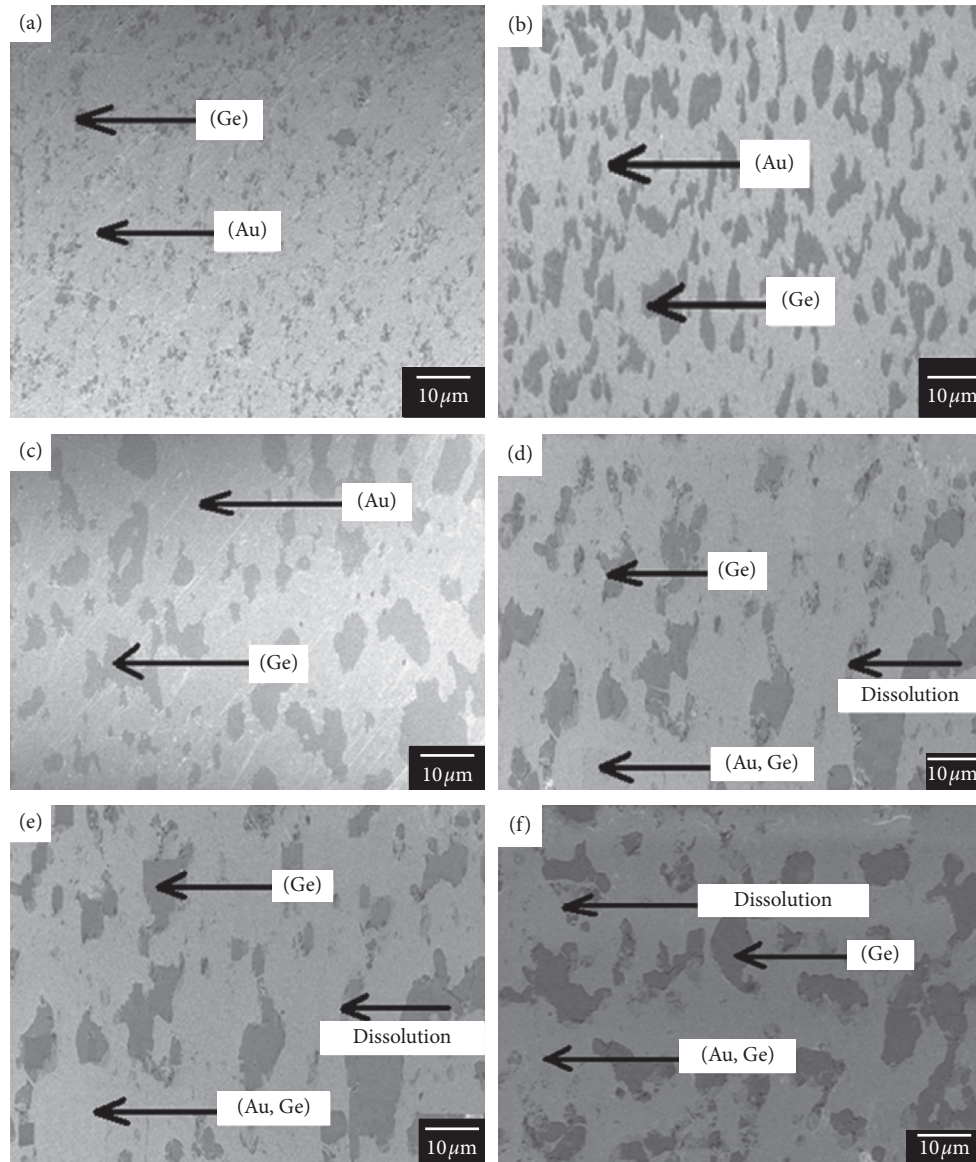 (a)
(Ge)
(Au)
10 μm
(b)
(Au)
(Ge)
10 μm
(c)
(Au)
(Ge)
10 μm
(d)
(Ge)
Dissolution
(Au, Ge)
10 μm
(e)
(Ge)
Dissolution
(Au, Ge)
10 μm
(f)
Dissolution
(Ge)
(Au, Ge)
10 μm